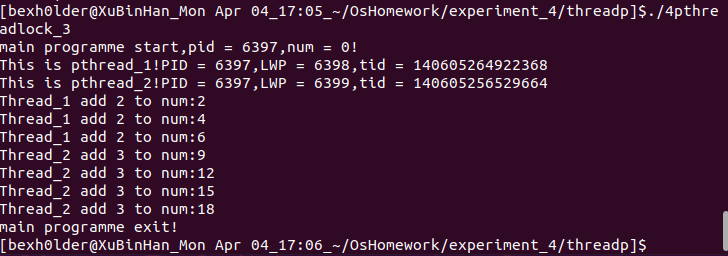 [bexh0lder@XuBinHan_Mon Apr 04_17:05_~/OsHomework/experiment_4/threadp]$./4pthre
adlock_3
main programme start,pid = 6397,num = 0!
This is pthread_1!PID = 6397,LWP = 6398,tid = 140605264922368
This is pthread_2!PID = 6397,LWP = 6399,tid = 140605256529664
Thread_1 add 2 to num:2
Thread_1 add 2 to num:4
Thread_1 add 2 to num:6
Thread_2 add 3 to num:9
Thread_2 add 3 to num:12
Thread_2 add 3 to num:15
Thread_2 add 3 to num:18
main programme exit!
[bexh0lder@XuBinHan_Mon Apr 04_17:06_~/OsHomework/experiment_4/threadp]$